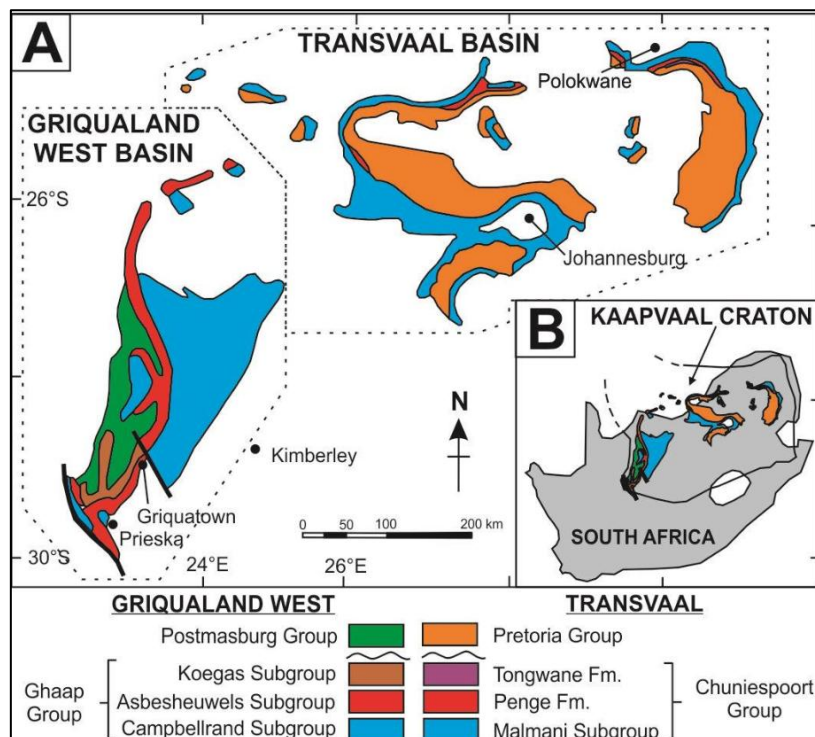 A
TRANSVAAL BASIN
Polokwane
GRIQUALAND
WEST BASIN
26°S
Johannesburg
B
KAAPVAAL CRATON
N
Kimberley
Griquatown
Prieska
0 50 100 200 km
SOUTH AFRICA
30°S
24°E
26°E
GRIQUALAND WEST
TRANSVAAL
Postmasburg Group
Pretoria Group
Koegas Subgroup
Tongwane Fm.
Ghaap
Group
Asbesheuwels Subgroup
Penge Fm.
Chuniespoort
Group
Campbellrand Subgroup
Malmani Subgroup